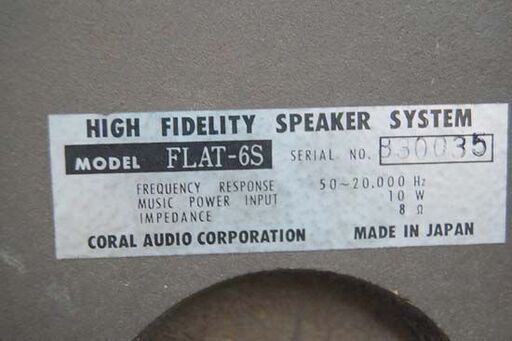 HIGH FIDELITY SPEAKER SYSTEM
MODEL FLAT-6S SERIAL NO. 330035
FREQUENCY RESPONSE 50~20,000 Hz
MUSIC POWER INPUT 10 W
IMPEDANCE 8 Ω
CORAL AUDIO CORPORATION MADE IN JAPAN